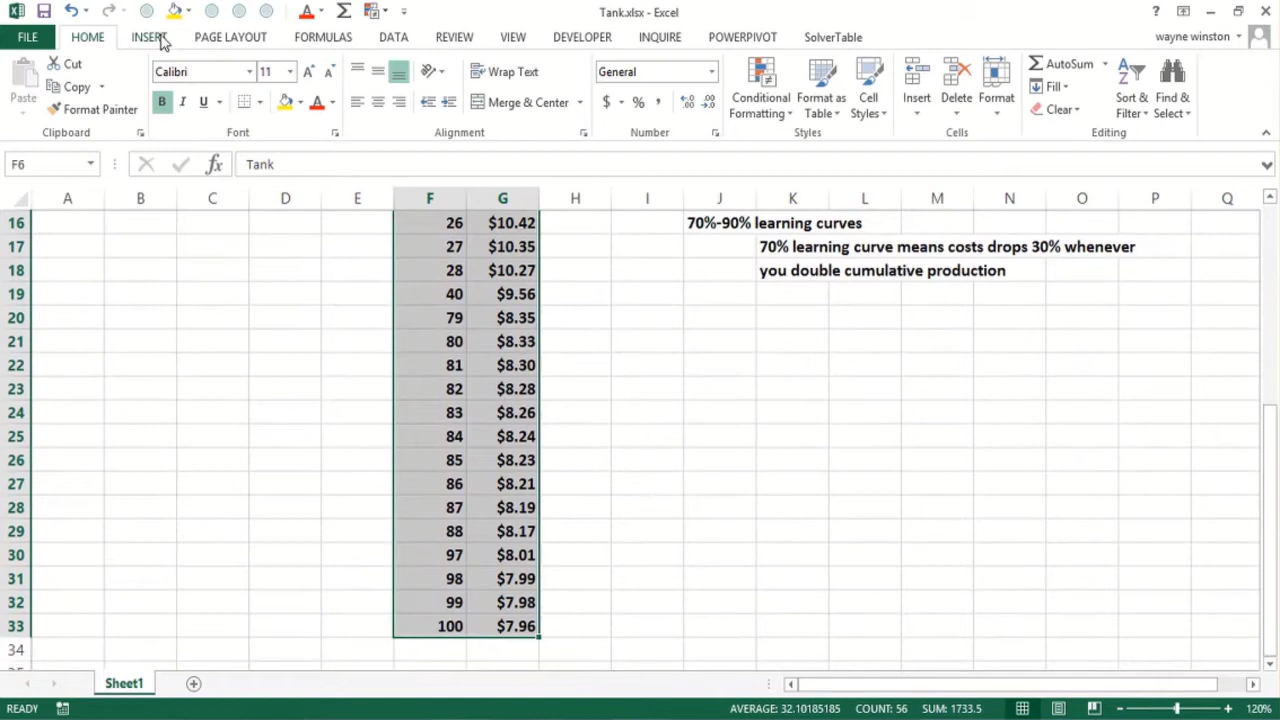 Tank.xlsx - Excel
FILE HOME INSERT PAGE LAYOUT FORMULAS DATA REVIEW VIEW DEVELOPER INQUIRE POWERPIVOT SolverTable wayne winston
Paste
Cut
Copy
Format Painter
Clipboard
Calibri 11
B I U
Font
Wrap Text
Merge & Center
Alignment
General
$ % ,
Number
Conditional Formatting
Format as Table
Cell Styles
Styles
Insert Delete Format
Cells
AutoSum
Fill
Clear
Sort & Filter
Find & Select
Editing
F6 fx Tank
A B C D E F G H I J K L M N O P Q
16 26 $10.42 70%-90% learning curves
17 27 $10.35 70% learning curve means costs drops 30% whenever
18 28 $10.27 you double cumulative production
19 40 $9.56
20 79 $8.35
21 80 $8.33
22 81 $8.30
23 82 $8.28
24 83 $8.26
25 84 $8.24
26 85 $8.23
27 86 $8.21
28 87 $8.19
29 88 $8.17
30 97 $8.01
31 98 $7.99
32 99 $7.98
33 100 $7.96
34
Sheet1
READY AVERAGE: 32.10185185 COUNT: 56 SUM: 1733.5 120%